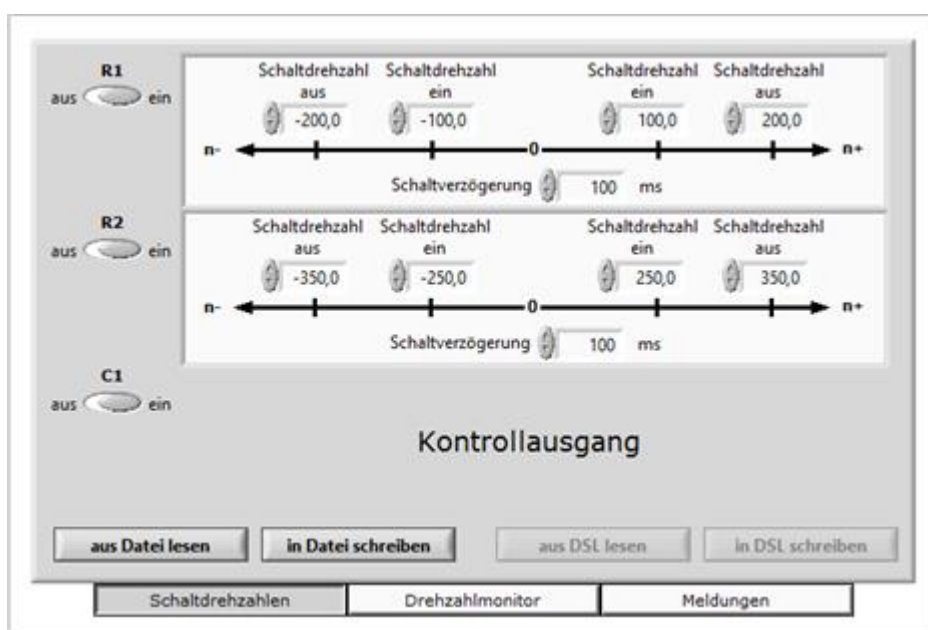 R1
aus ein
Schaltdrehzahl aus Schaltdrehzahl ein Schaltdrehzahl ein Schaltdrehzahl aus
-200,0 -100,0 100,0 200,0
n- 0 n+
Schaltverzögerung 100 ms
R2
aus ein
Schaltdrehzahl aus Schaltdrehzahl ein Schaltdrehzahl ein Schaltdrehzahl aus
-350,0 -250,0 250,0 350,0
n- 0 n+
Schaltverzögerung 100 ms
C1
aus ein
Kontrollausgang
aus Datei lesen in Datei schreiben aus DSL lesen in DSL schreiben
Schaltdrehzahlen Drehzahlmonitor Meldungen